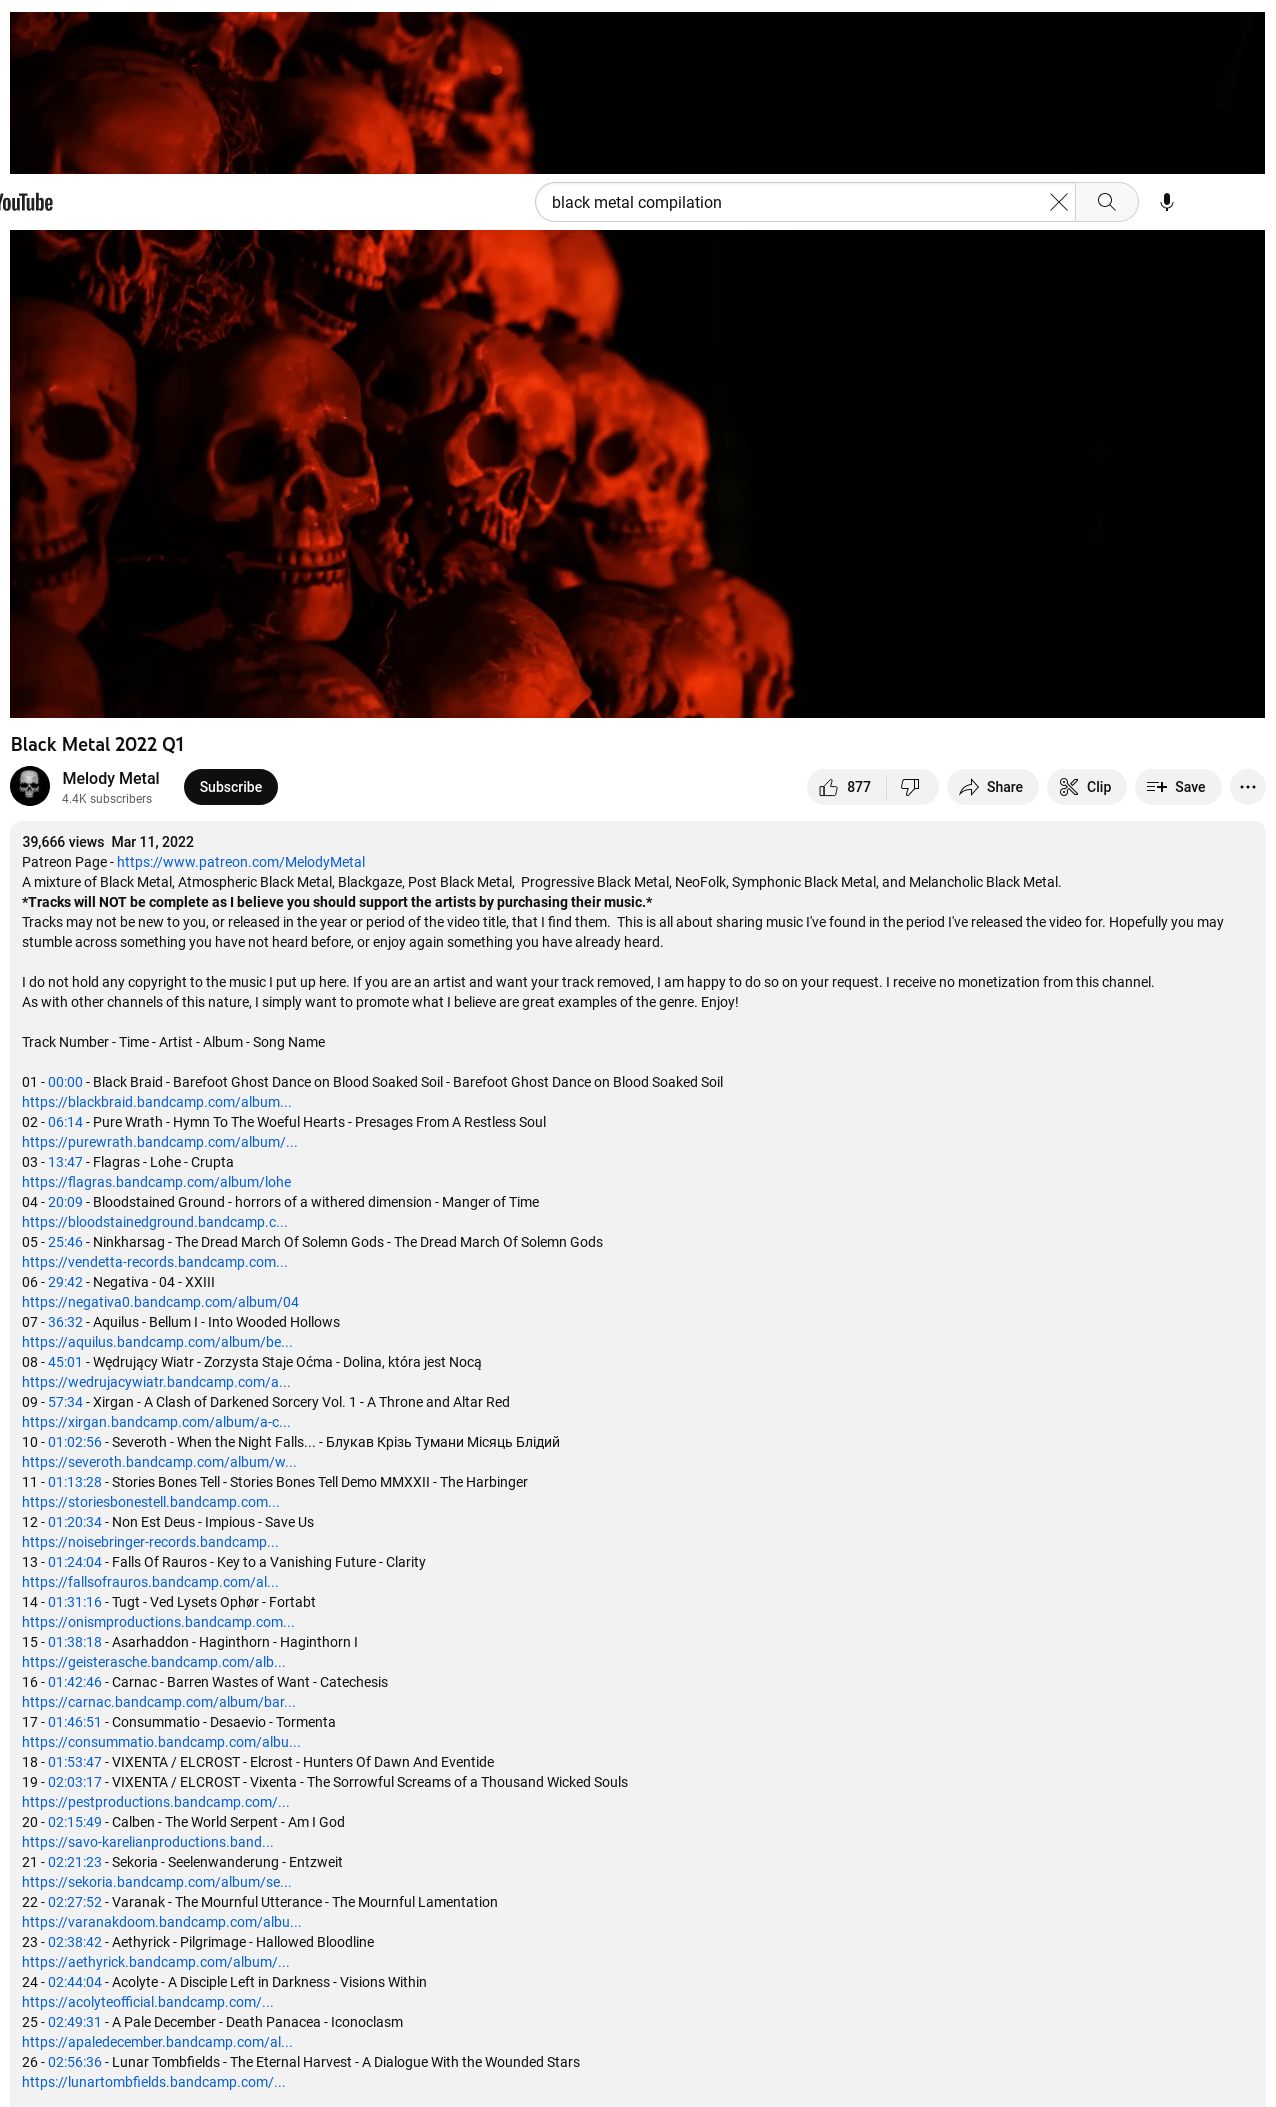 YouTube
black metal compilation
Black Metal 2022 Q1
Melody Metal
4.4K subscribers
Subscribe
877
Share
Clip
Save
39,666 views  Mar 11, 2022
Patreon Page - https://www.patreon.com/MelodyMetal
A mixture of Black Metal, Atmospheric Black Metal, Blackgaze, Post Black Metal,  Progressive Black Metal, NeoFolk, Symphonic Black Metal, and Melancholic Black Metal.
*Tracks will NOT be complete as I believe you should support the artists by purchasing their music.*
Tracks may not be new to you, or released in the year or period of the video title, that I find them.  This is all about sharing music I've found in the period I've released the video for. Hopefully you may
stumble across something you have not heard before, or enjoy again something you have already heard.
I do not hold any copyright to the music I put up here. If you are an artist and want your track removed, I am happy to do so on your request. I receive no monetization from this channel.
As with other channels of this nature, I simply want to promote what I believe are great examples of the genre. Enjoy!
Track Number - Time - Artist - Album - Song Name
01 - 00:00 - Black Braid - Barefoot Ghost Dance on Blood Soaked Soil - Barefoot Ghost Dance on Blood Soaked Soil
https://blackbraid.bandcamp.com/album...
02 - 06:14 - Pure Wrath - Hymn To The Woeful Hearts - Presages From A Restless Soul
https://purewrath.bandcamp.com/album/...
03 - 13:47 - Flagras - Lohe - Crupta
https://flagras.bandcamp.com/album/lohe
04 - 20:09 - Bloodstained Ground - horrors of a withered dimension - Manger of Time
https://bloodstainedground.bandcamp.c...
05 - 25:46 - Ninkharsag - The Dread March Of Solemn Gods - The Dread March Of Solemn Gods
https://vendetta-records.bandcamp.com...
06 - 29:42 - Negativa - 04 - XXIII
https://negativa0.bandcamp.com/album/04
07 - 36:32 - Aquilus - Bellum I - Into Wooded Hollows
https://aquilus.bandcamp.com/album/be...
08 - 45:01 - Wędrujący Wiatr - Zorzysta Staje Oćma - Dolina, która jest Nocą
https://wedrujacywiatr.bandcamp.com/a...
09 - 57:34 - Xirgan - A Clash of Darkened Sorcery Vol. 1 - A Throne and Altar Red
https://xirgan.bandcamp.com/album/a-c...
10 - 01:02:56 - Severoth - When the Night Falls... - Блукав Крізь Тумани Місяць Блідий
https://severoth.bandcamp.com/album/w...
11 - 01:13:28 - Stories Bones Tell - Stories Bones Tell Demo MMXXII - The Harbinger
https://storiesbonestell.bandcamp.com...
12 - 01:20:34 - Non Est Deus - Impious - Save Us
https://noisebringer-records.bandcamp...
13 - 01:24:04 - Falls Of Rauros - Key to a Vanishing Future - Clarity
https://fallsofrauros.bandcamp.com/al...
14 - 01:31:16 - Tugt - Ved Lysets Ophør - Fortabt
https://onismproductions.bandcamp.com...
15 - 01:38:18 - Asarhaddon - Haginthorn - Haginthorn I
https://geisterasche.bandcamp.com/alb...
16 - 01:42:46 - Carnac - Barren Wastes of Want - Catechesis
https://carnac.bandcamp.com/album/bar...
17 - 01:46:51 - Consummatio - Desaevio - Tormenta
https://consummatio.bandcamp.com/albu...
18 - 01:53:47 - VIXENTA / ELCROST - Elcrost - Hunters Of Dawn And Eventide
19 - 02:03:17 - VIXENTA / ELCROST - Vixenta - The Sorrowful Screams of a Thousand Wicked Souls
https://pestproductions.bandcamp.com/...
20 - 02:15:49 - Calben - The World Serpent - Am I God
https://savo-karelianproductions.band...
21 - 02:21:23 - Sekoria - Seelenwanderung - Entzweit
https://sekoria.bandcamp.com/album/se...
22 - 02:27:52 - Varanak - The Mournful Utterance - The Mournful Lamentation
https://varanakdoom.bandcamp.com/albu...
23 - 02:38:42 - Aethyrick - Pilgrimage - Hallowed Bloodline
https://aethyrick.bandcamp.com/album/...
24 - 02:44:04 - Acolyte - A Disciple Left in Darkness - Visions Within
https://acolyteofficial.bandcamp.com/...
25 - 02:49:31 - A Pale December - Death Panacea - Iconoclasm
https://apaledecember.bandcamp.com/al...
26 - 02:56:36 - Lunar Tombfields - The Eternal Harvest - A Dialogue With the Wounded Stars
https://lunartombfields.bandcamp.com/...